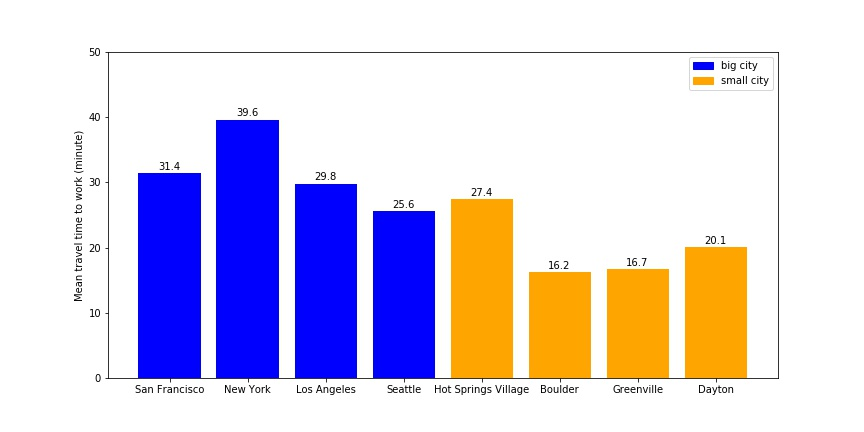 50
40
30
20
10
0
Mean travel time to work (minute)
big city
small city
31.4
39.6
29.8
25.6
27.4
16.2
16.7
20.1
San Francisco
New York
Los Angeles
Seattle
Hot Springs Village
Boulder
Greenville
Dayton